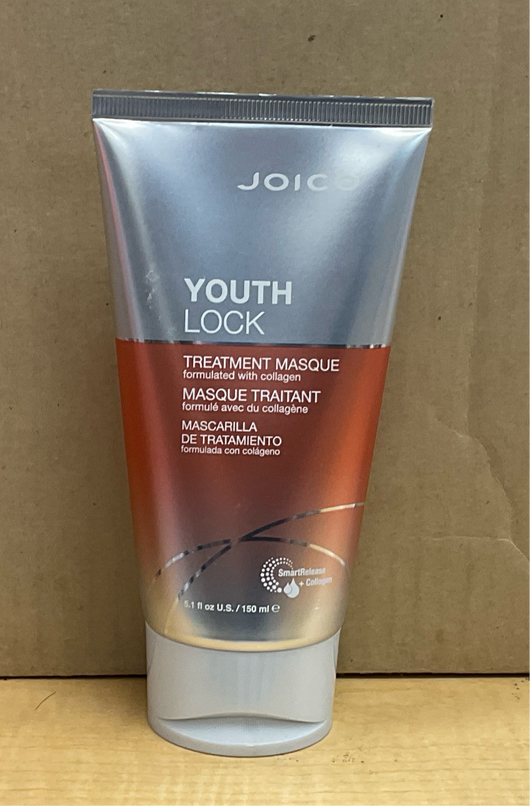 JOICO
YOUTH
LOCK
TREATMENT MASQUE
formulated with collagen
MASQUE TRAITANT
formulé avec du collagène
MASCARILLA
DE TRATAMIENTO
formulada con colágeno
SmartRelease
+ Collagen
5.1 fl oz U.S. / 150 ml ℮